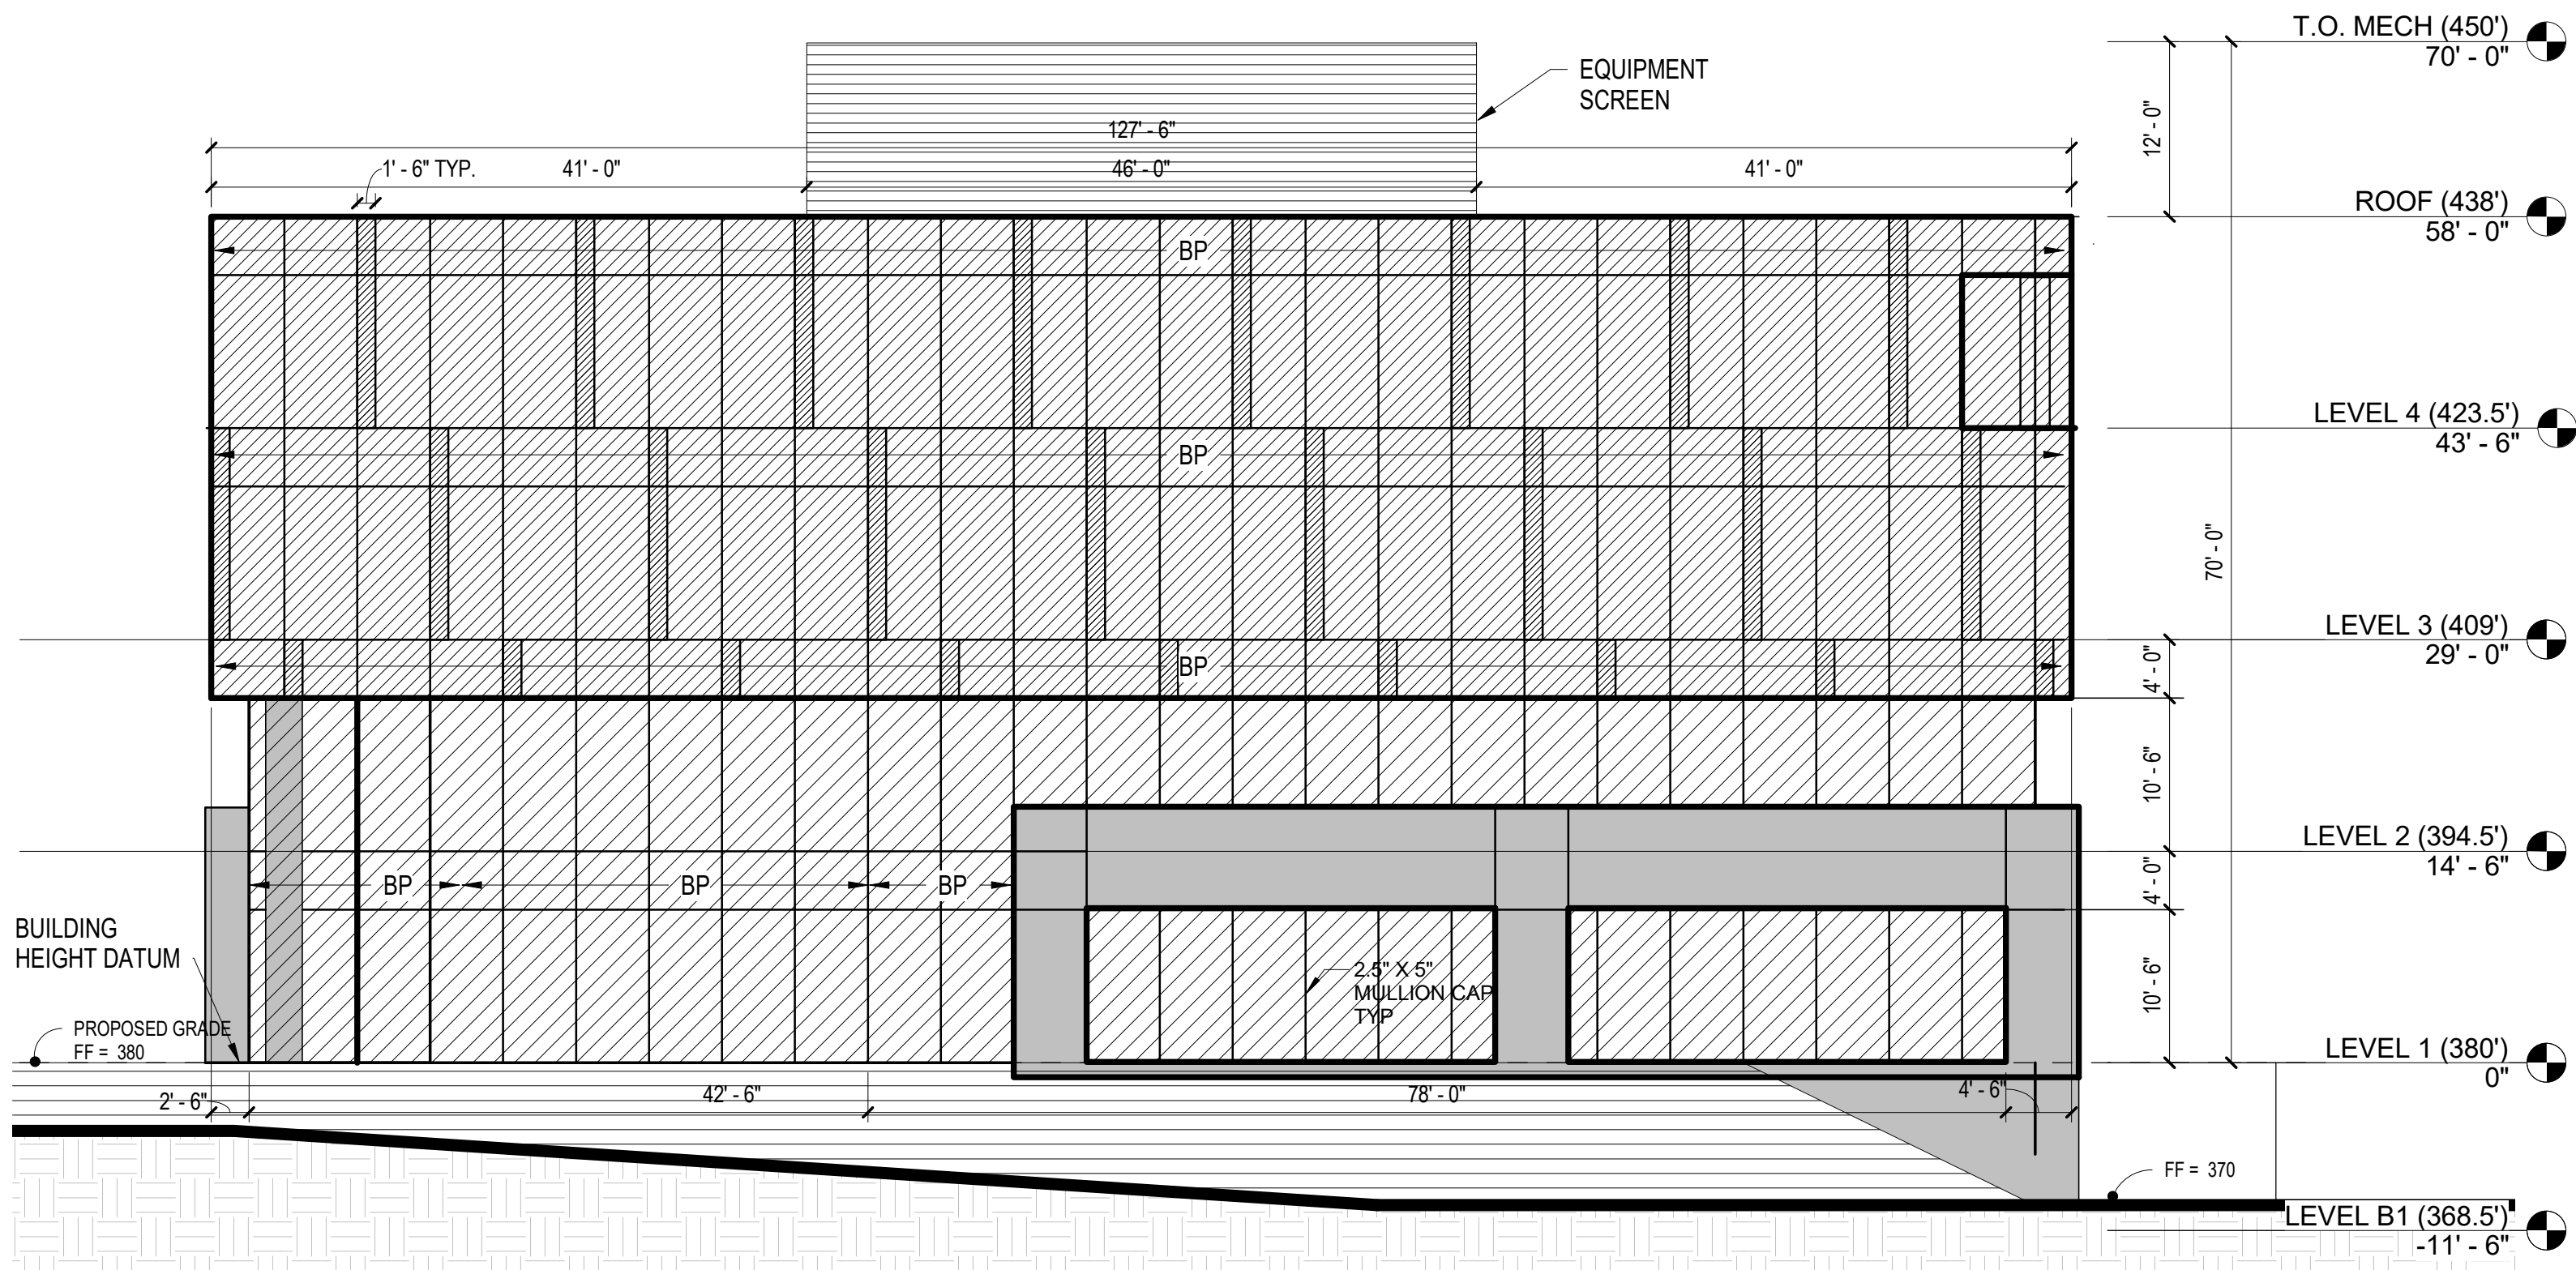 T.O. MECH (450')
70' - 0"
EQUIPMENT
SCREEN
12' - 0"
127' - 6"
1' - 6" TYP.
41' - 0"
46' - 0"
41' - 0"
ROOF (438')
58' - 0"
BP
LEVEL 4 (423.5')
43' - 6"
BP
70' - 0"
LEVEL 3 (409')
29' - 0"
BP
4' - 0"
10' - 6"
LEVEL 2 (394.5')
14' - 6"
BP
BP
BP
4' - 0"
BUILDING
HEIGHT DATUM
2.5" X 5"
MULLION CAP
TYP
10' - 6"
PROPOSED GRADE
FF = 380
LEVEL 1 (380')
0"
2' - 6"
42' - 6"
78' - 0"
4' - 6"
FF = 370
LEVEL B1 (368.5')
-11' - 6"